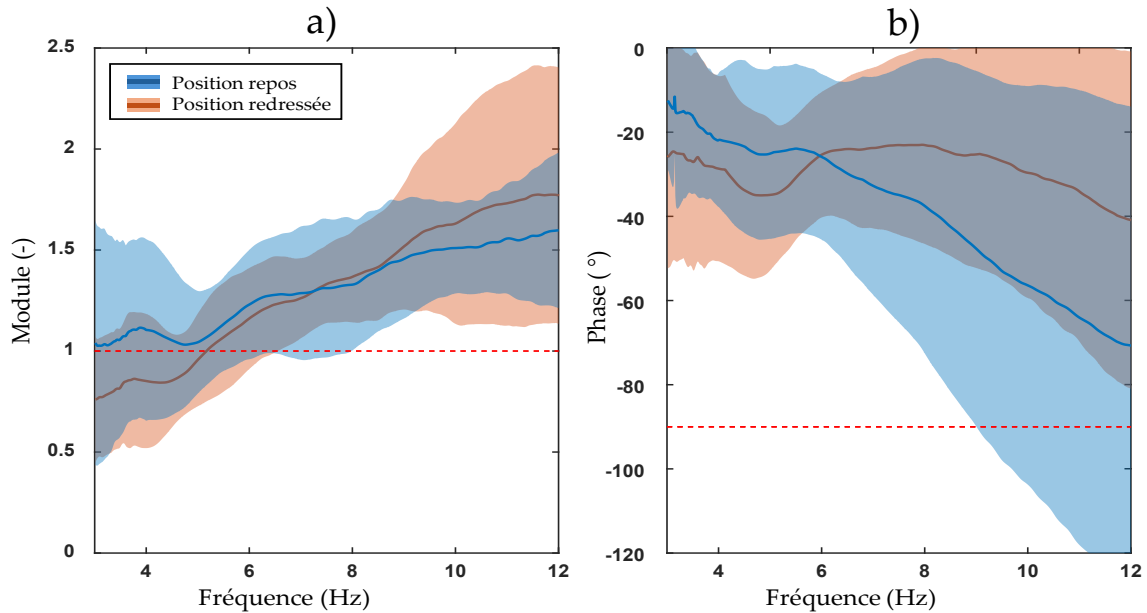 a)
2.5
2
1.5
1
0.5
0
Module (-)
Position repos
Position redressée
4
6
8
10
12
Fréquence (Hz)
b)
0
-20
-40
-60
-80
-100
-120
Phase (°)
4
6
8
10
12
Fréquence (Hz)